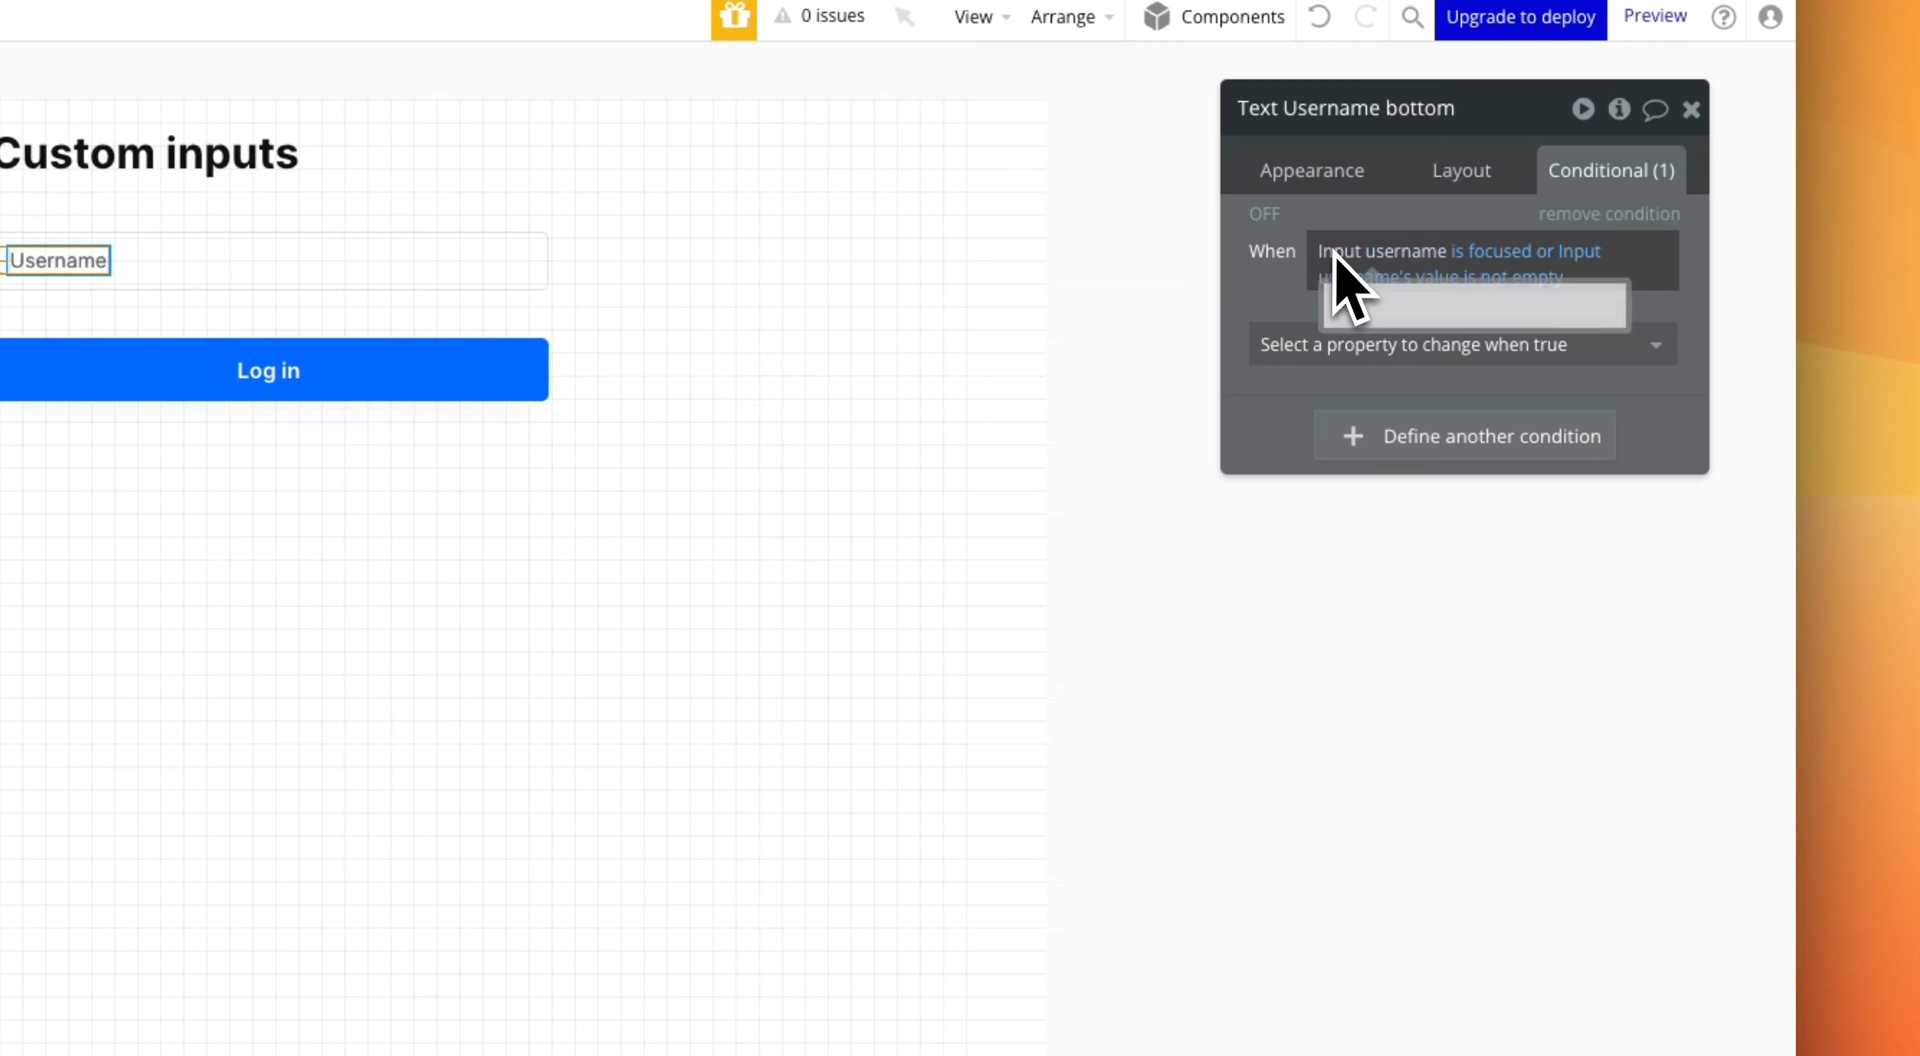 0 issues
View
Arrange
Components
Upgrade to deploy
Preview
Custom inputs
Username
Log in
Text Username bottom
Appearance
Layout
Conditional (1)
OFF
remove condition
When
Input username is focused or Input
value is not empty
Select a property to change when true
Define another condition